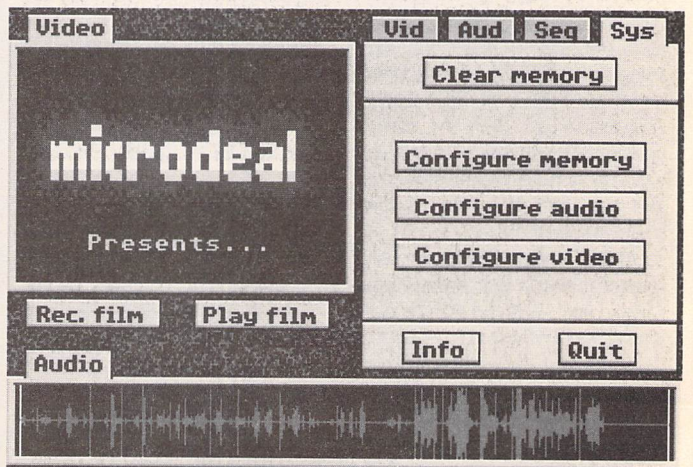 Video
Vid Aud Seq Sys
Clear memory
microdeal
Presents...
Configure memory
Configure audio
Configure video
Rec. film Play film
Info Quit
Audio